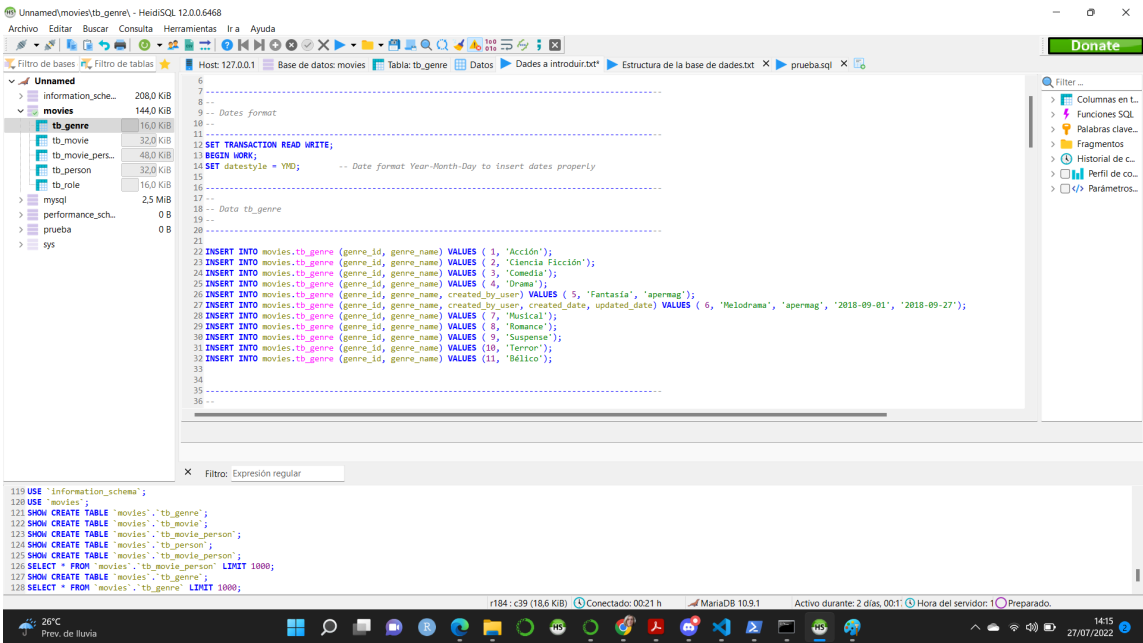 Unnamed\movies\tb_genre\ - HeidiSQL 12.0.0.6468
Archivo Editar Buscar Consulta Herramientas Ir a Ayuda
Donate
Filtro de bases Filtro de tablas Host: 127.0.0.1 Base de datos: movies Tabla: tb_genre Datos Dades a introduir.txt* Estructura de la base de dades.txt prueba.sql
Unnamed
information_sche... 208,0 KiB
movies 144,0 KiB
tb_genre 16,0 KiB
tb_movie 32,0 KiB
tb_movie_pers... 48,0 KiB
tb_person 32,0 KiB
tb_role 16,0 KiB
mysql 2,5 MiB
performance_sch... 0 B
prueba 0 B
sys
6
7 --------------------------------------------------------------------------------
8 --
9 -- Dates format
10 --
11 --------------------------------------------------------------------------------
12 SET TRANSACTION READ WRITE;
13 BEGIN WORK;
14 SET datestyle = YMD; -- Date format Year-Month-Day to insert dates properly
15
16 --------------------------------------------------------------------------------
17 --
18 -- Data tb_genre
19 --
20 --------------------------------------------------------------------------------
21
22 INSERT INTO movies.tb_genre (genre_id, genre_name) VALUES ( 1, 'Acción');
23 INSERT INTO movies.tb_genre (genre_id, genre_name) VALUES ( 2, 'Ciencia Ficción');
24 INSERT INTO movies.tb_genre (genre_id, genre_name) VALUES ( 3, 'Comedia');
25 INSERT INTO movies.tb_genre (genre_id, genre_name) VALUES ( 4, 'Drama');
26 INSERT INTO movies.tb_genre (genre_id, genre_name, created_by_user) VALUES ( 5, 'Fantasía', 'apermag');
27 INSERT INTO movies.tb_genre (genre_id, genre_name, created_by_user, created_date, updated_date) VALUES ( 6, 'Melodrama', 'apermag', '2018-09-01', '2018-09-27');
28 INSERT INTO movies.tb_genre (genre_id, genre_name) VALUES ( 7, 'Musical');
29 INSERT INTO movies.tb_genre (genre_id, genre_name) VALUES ( 8, 'Romance');
30 INSERT INTO movies.tb_genre (genre_id, genre_name) VALUES ( 9, 'Suspense');
31 INSERT INTO movies.tb_genre (genre_id, genre_name) VALUES (10, 'Terror');
32 INSERT INTO movies.tb_genre (genre_id, genre_name) VALUES (11, 'Bélico');
33
34
35 --------------------------------------------------------------------------------
36 --
Filter ...
Columnas en t...
Funciones SQL
Palabras clave...
Fragmentos
Historial de c...
Perfil de co...
Parámetros...
Filtro: Expresión regular
119 USE `information_schema`;
120 USE `movies`;
121 SHOW CREATE TABLE `movies`.`tb_genre`;
122 SHOW CREATE TABLE `movies`.`tb_movie`;
123 SHOW CREATE TABLE `movies`.`tb_movie_person`;
124 SHOW CREATE TABLE `movies`.`tb_person`;
125 SHOW CREATE TABLE `movies`.`tb_movie_person`;
126 SELECT * FROM `movies`.`tb_movie_person` LIMIT 1000;
127 SHOW CREATE TABLE `movies`.`tb_genre`;
128 SELECT * FROM `movies`.`tb_genre` LIMIT 1000;
r184 : c39 (18,6 KiB) Conectado: 00:21 h MariaDB 10.9.1 Activo durante: 2 días, 00:1 Hora del servidor: 1 Preparado.
26°C
Prev. de lluvia
14:15
27/07/2022